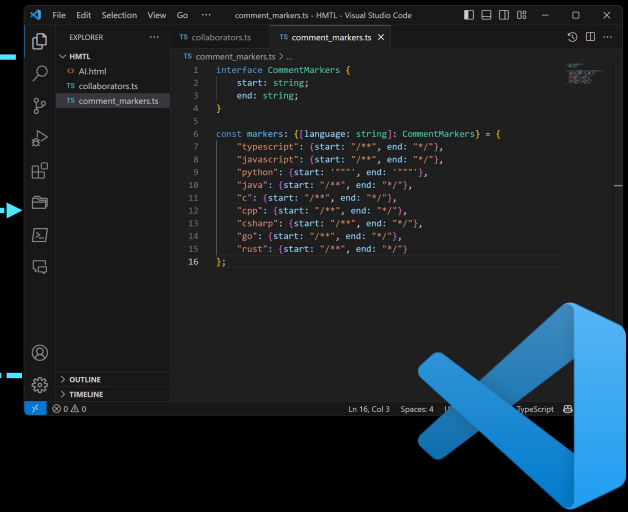 File Edit Selection View Go ··· comment_markers.ts - HMTL - Visual Studio Code
EXPLORER ···
HMTL
<> AI.html
TS collaborators.ts
TS comment_markers.ts
OUTLINE
TIMELINE
TS collaborators.ts TS comment_markers.ts
TS comment_markers.ts > ...
1 interface CommentMarkers {
2 start: string;
3 end: string;
4 }
5
6 const markers: {[language: string]: CommentMarkers} = {
7 "typescript": {start: "/**", end: "*/"},
8 "javascript": {start: "/**", end: "*/"},
9 "python": {start: '"""', end: '"""'},
10 "java": {start: "/**", end: "*/"},
11 "c": {start: "/**", end: "*/"},
12 "cpp": {start: "/**", end: "*/"},
13 "csharp": {start: "/**", end: "*/"},
14 "go": {start: "/**", end: "*/"},
15 "rust": {start: "/**", end: "*/"}
16 };
0 0 Ln 16, Col 3 Spaces: 4 TypeScript